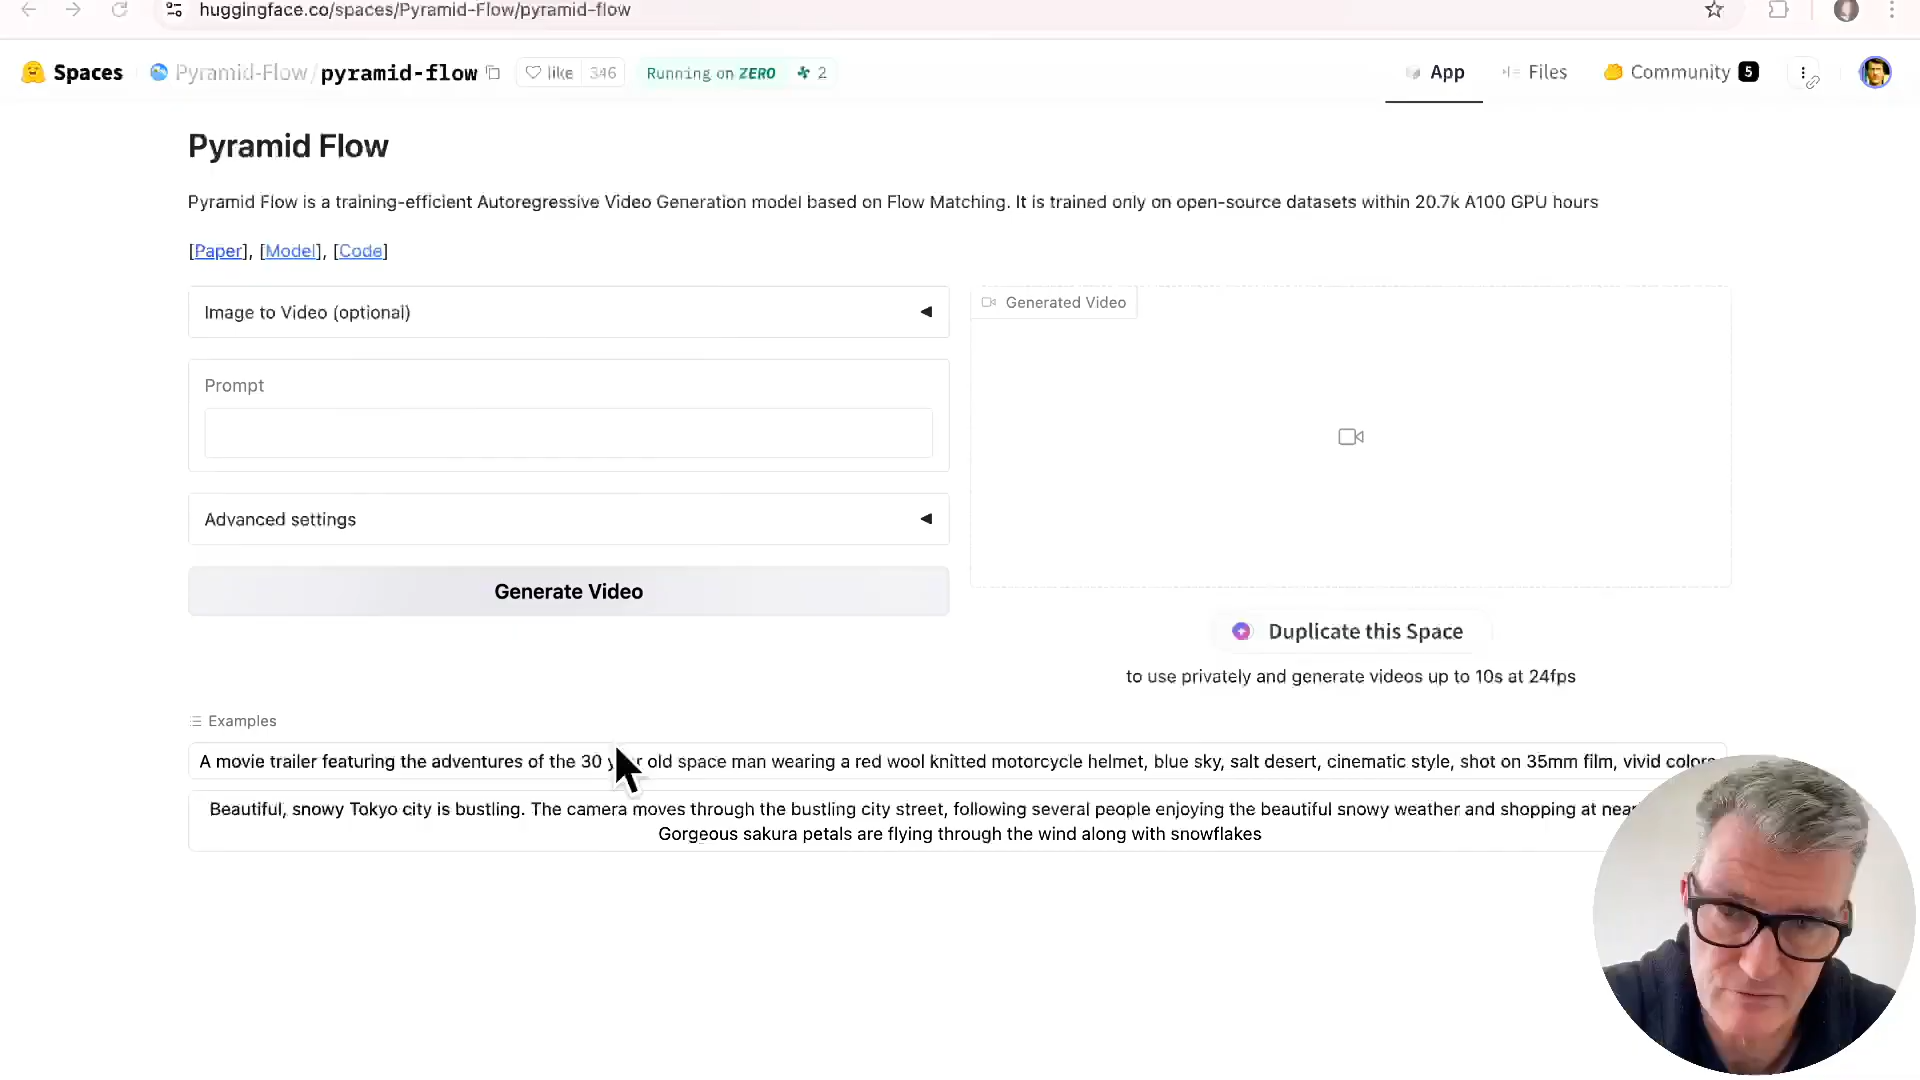 huggingface.co/spaces/Pyramid-Flow/pyramid-flow
Spaces Pyramid-Flow/pyramid-flow like 346 Running on ZERO 2 App Files Community 5
Pyramid Flow
Pyramid Flow is a training-efficient Autoregressive Video Generation model based on Flow Matching. It is trained only on open-source datasets within 20.7k A100 GPU hours
[Paper], [Model], [Code]
Image to Video (optional)
Generated Video
Prompt
Advanced settings
Generate Video
Duplicate this Space
to use privately and generate videos up to 10s at 24fps
Examples
A movie trailer featuring the adventures of the 30 old space man wearing a red wool knitted motorcycle helmet, blue sky, salt desert, cinematic style, shot on 35mm film, vivid colors
Beautiful, snowy Tokyo city is bustling. The camera moves through the bustling city street, following several people enjoying the beautiful snowy weather and shopping at
Gorgeous sakura petals are flying through the wind along with snowflakes